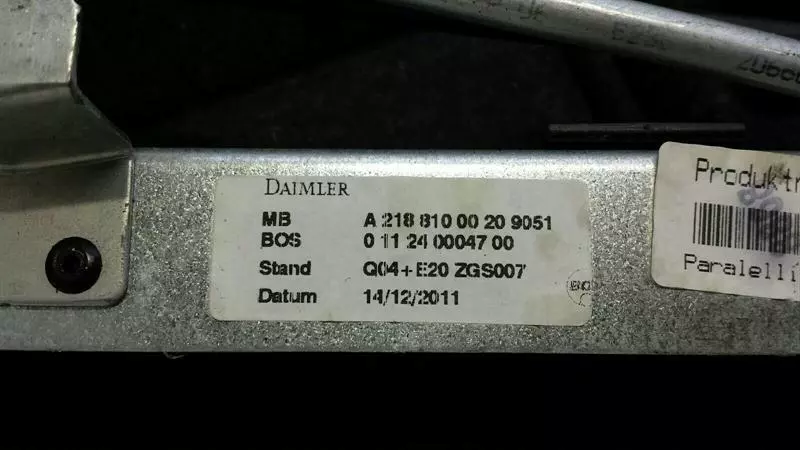 DAIMLER
MB A 218 810 00 20 9051
BOS 0 11 24 00047 00
Stand Q04+E20 ZGS007
Datum 14/12/2011
Produktn
Paralelli